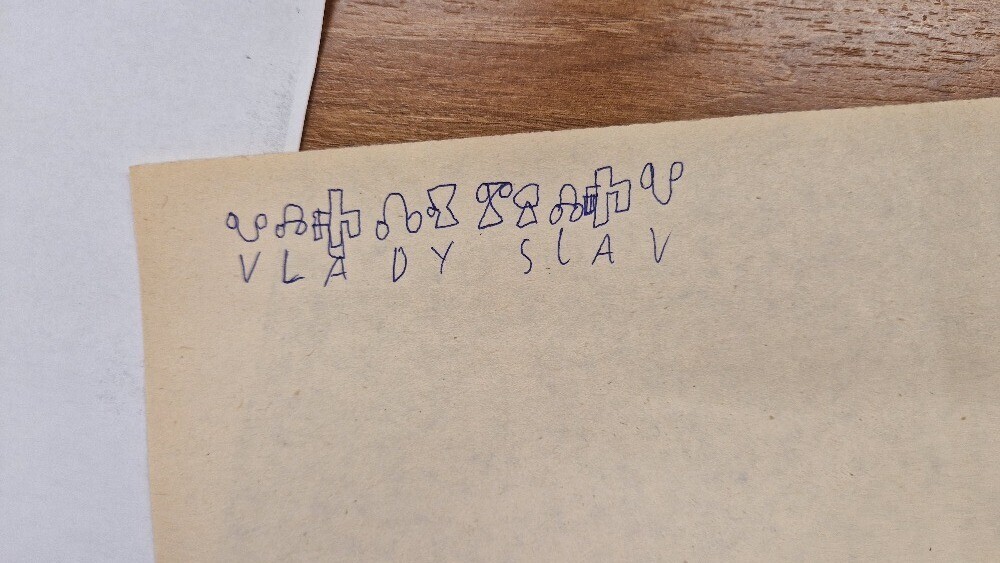 ⰲⰾⰰⰴⱏⰹⱄⰾⰰⰲ
V L A D Y S L A V